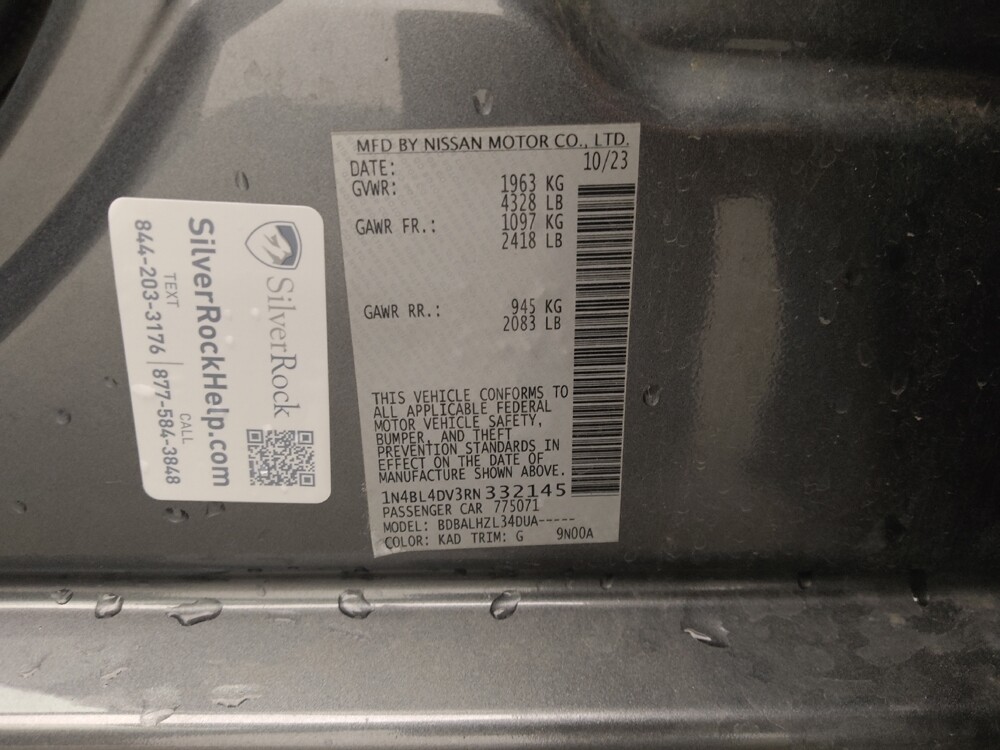 SilverRock
SilverRockHelp.com
TEXT CALL
844-203-3176 | 877-584-3848
MFD BY NISSAN MOTOR CO., LTD.
DATE: 10/23
GVWR: 1963 KG
4328 LB
GAWR FR.: 1097 KG
2418 LB
GAWR RR.: 945 KG
2083 LB
THIS VEHICLE CONFORMS TO
ALL APPLICABLE FEDERAL
MOTOR VEHICLE SAFETY,
BUMPER, AND THEFT
PREVENTION STANDARDS IN
EFFECT ON THE DATE OF
MANUFACTURE SHOWN ABOVE.
1N4BL4DV3RN332145
PASSENGER CAR 775071
MODEL: BDBALHZL34DUA-----
COLOR: KAD TRIM: G 9N00A